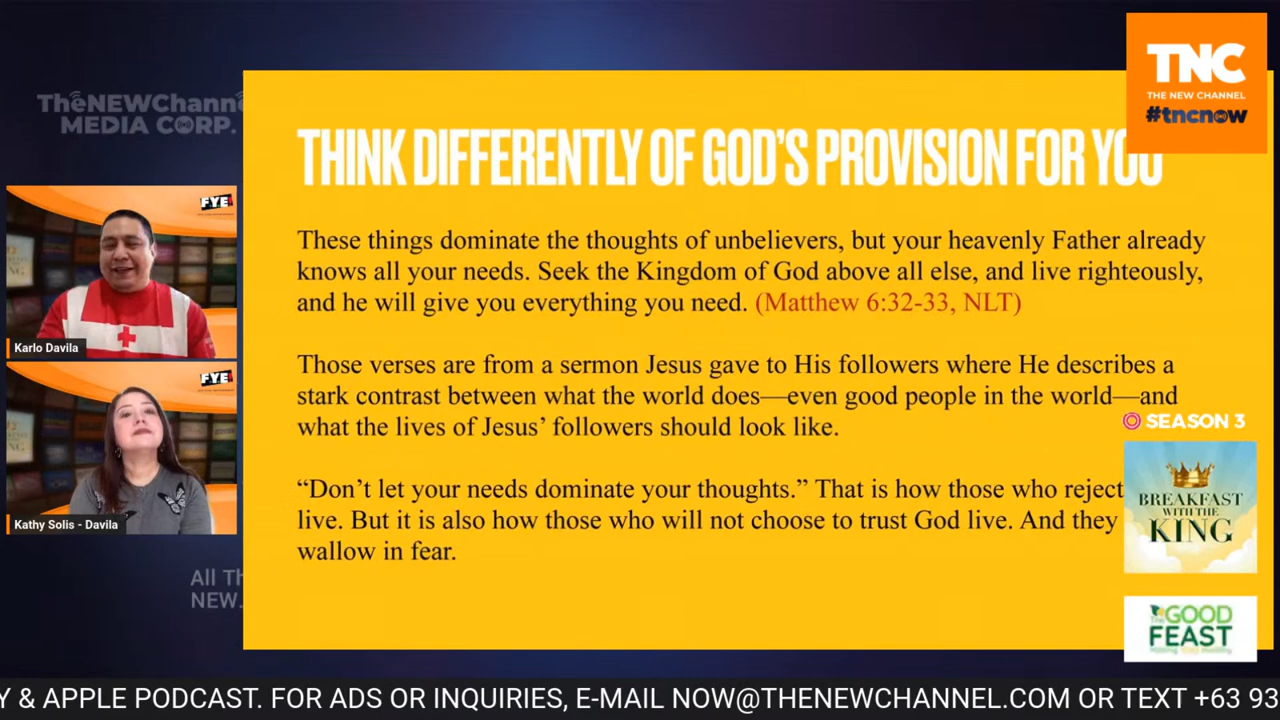 TNC
THE NEW CHANNEL
#tncnow
TheNEWChanne
MEDIA CORP.
THINK DIFFERENTLY OF GOD'S PROVISION FOR YOU
These things dominate the thoughts of unbelievers, but your heavenly Father already
knows all your needs. Seek the Kingdom of God above all else, and live righteously,
and he will give you everything you need. (Matthew 6:32-33, NLT)
Those verses are from a sermon Jesus gave to His followers where He describes a
stark contrast between what the world does—even good people in the world—and
what the lives of Jesus' followers should look like.
“Don't let your needs dominate your thoughts.” That is how those who reject
live. But it is also how those who will not choose to trust God live. And they
wallow in fear.
FYE!
Karlo Davila
FYE!
Kathy Solis - Davila
All Th
NEW.
SEASON 3
BREAKFAST
WITH THE
KING
The GOOD
FEAST
Y & APPLE PODCAST. FOR ADS OR INQUIRIES, E-MAIL NOW@THENEWCHANNEL.COM OR TEXT +63 93